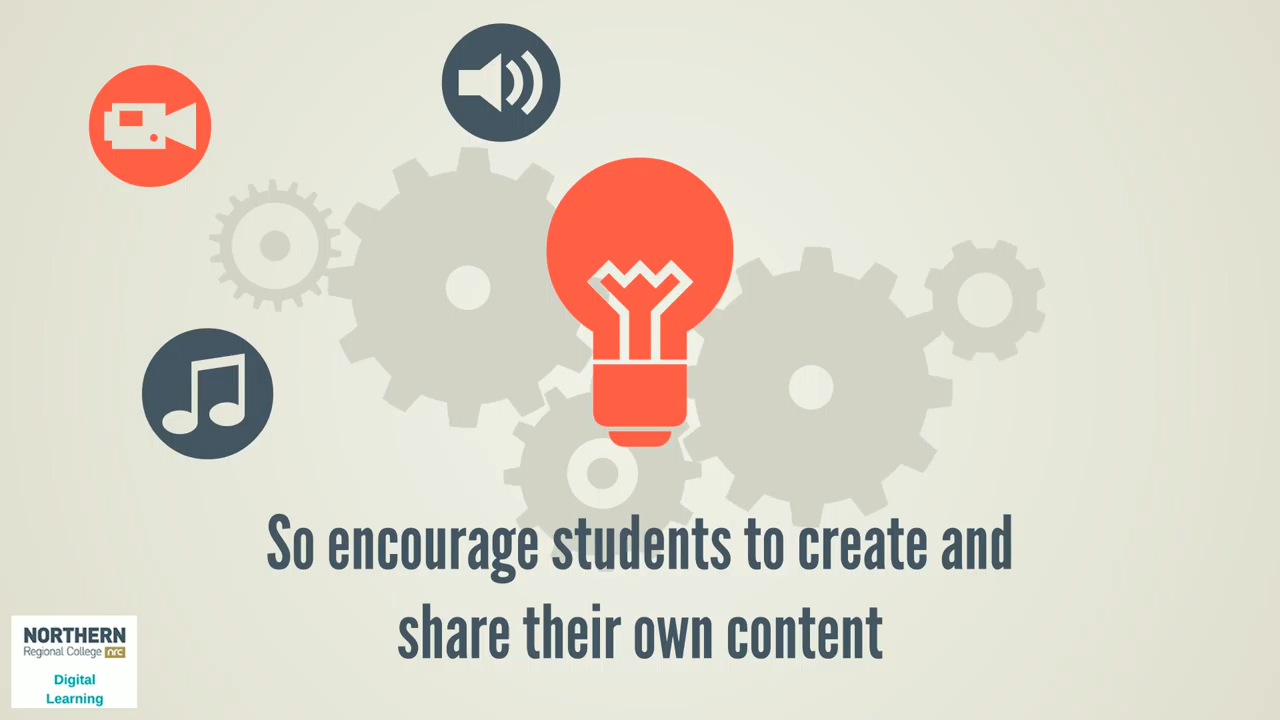 So encourage students to create and
share their own content
NORTHERN
Regional College nrc
Digital
Learning